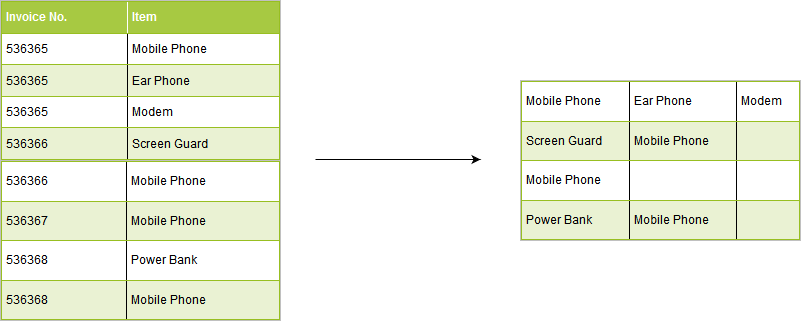 Invoice No. Item
536365 Mobile Phone
536365 Ear Phone
536365 Modem
536366 Screen Guard
536366 Mobile Phone
536367 Mobile Phone
536368 Power Bank
536368 Mobile Phone
Mobile Phone Ear Phone Modem
Screen Guard Mobile Phone
Mobile Phone
Power Bank Mobile Phone